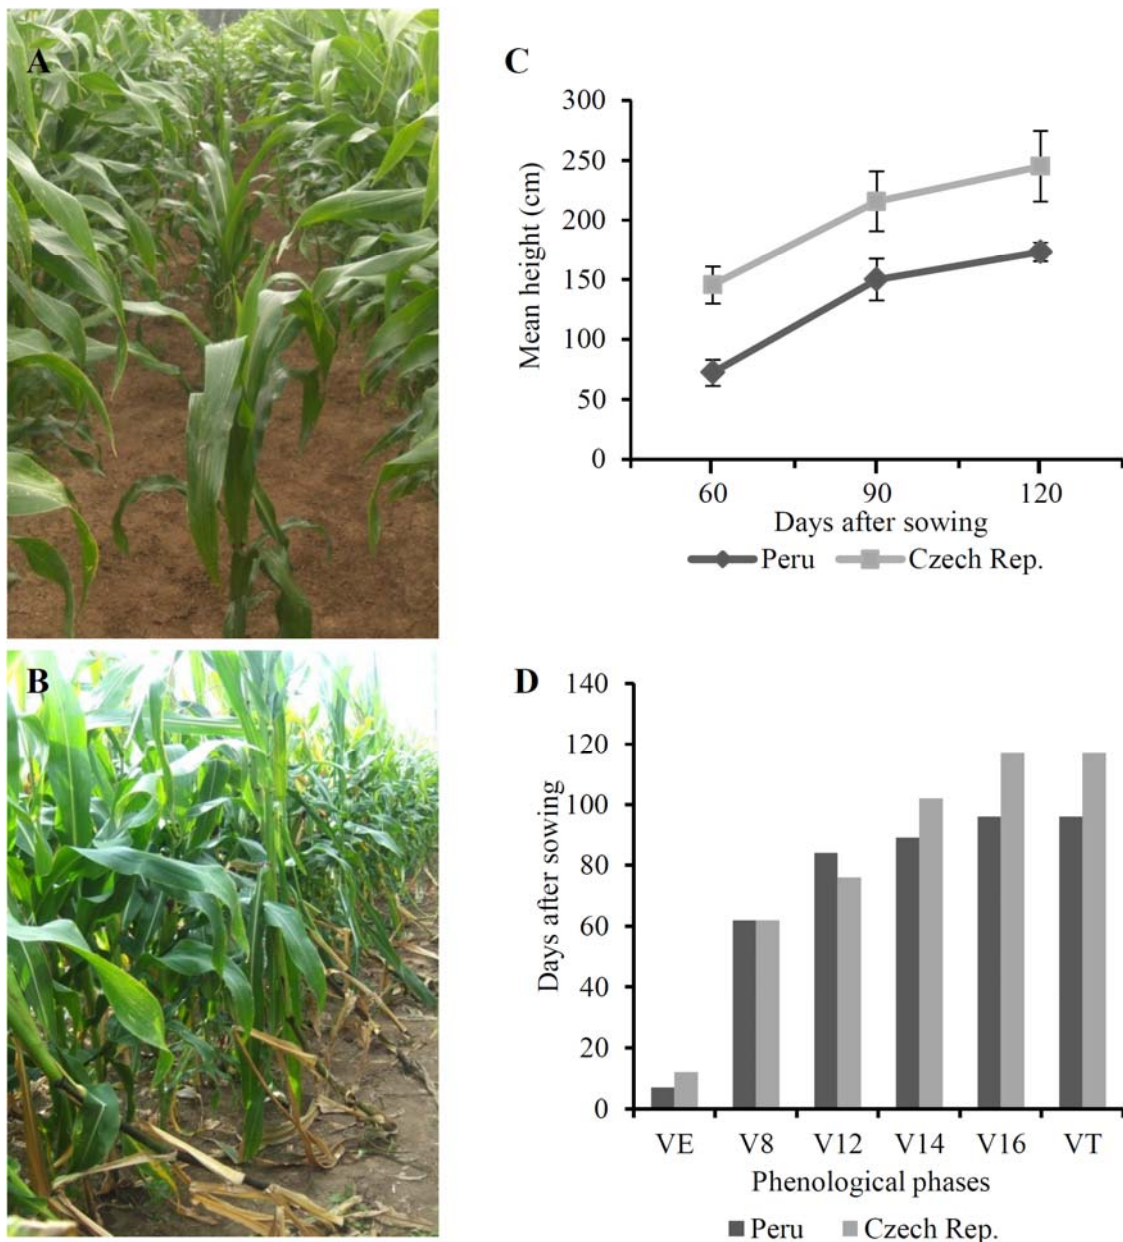 A
B
C
300
250
200
150
100
50
0
Mean height (cm)
60 90 120
Days after sowing
Peru Czech Rep.
D
140
120
100
80
60
40
20
0
Days after sowing
VE V8 V12 V14 V16 VT
Phenological phases
Peru Czech Rep.